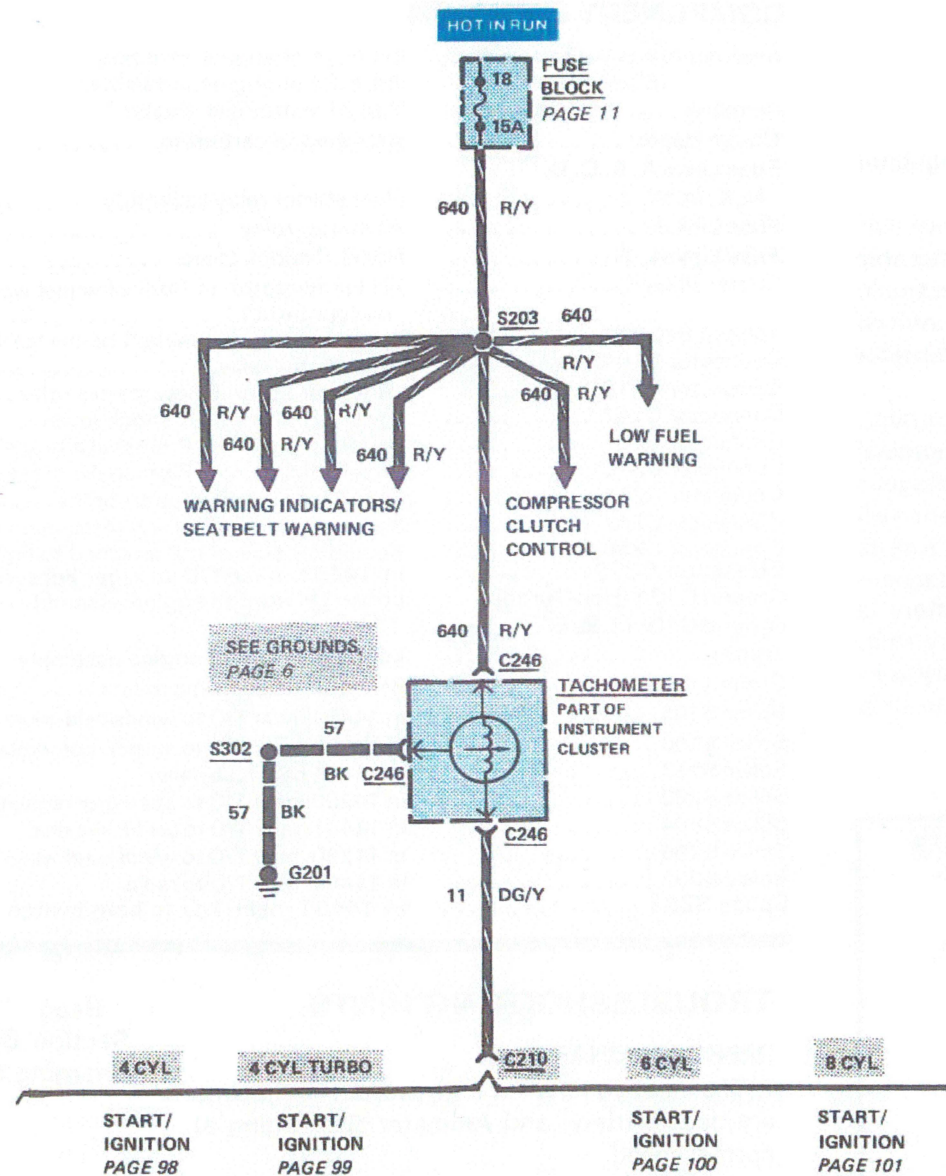 HOT IN RUN
18
15A
FUSE
BLOCK
PAGE 11
640 R/Y
S203 640
R/Y
640 R/Y
640 R/Y
640 R/Y
640 R/Y
640 R/Y
LOW FUEL
WARNING
WARNING INDICATORS/
SEATBELT WARNING
COMPRESSOR
CLUTCH
CONTROL
640 R/Y
C246
SEE GROUNDS,
PAGE 6
TACHOMETER
PART OF
INSTRUMENT
CLUSTER
57
S302
BK C246
57 BK
G201
C246
11 DG/Y
4 CYL
4 CYL TURBO
C210
6 CYL
8 CYL
START/
IGNITION
PAGE 98
START/
IGNITION
PAGE 99
START/
IGNITION
PAGE 100
START/
IGNITION
PAGE 101